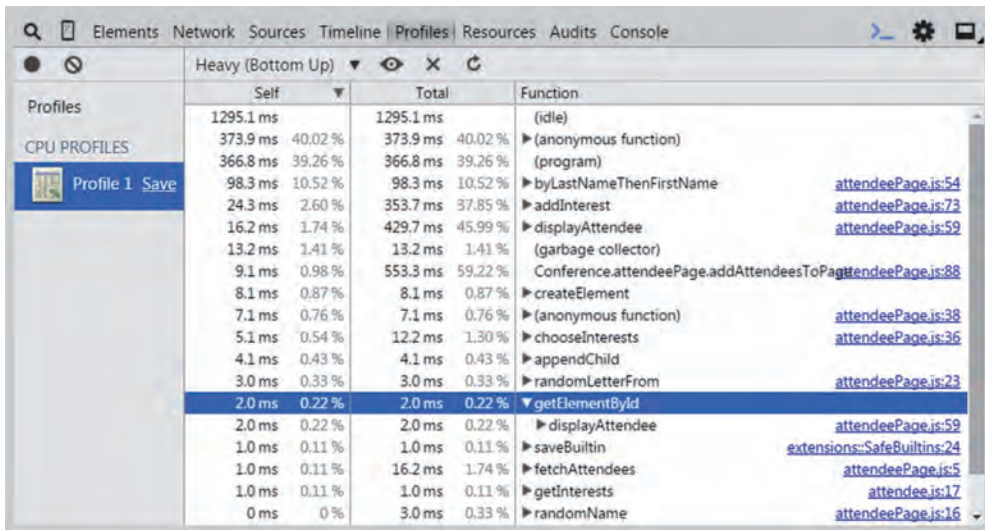 Elements Network Sources Timeline Profiles Resources Audits Console
Heavy (Bottom Up)
Profiles
CPU PROFILES
Profile 1 Save
Self Total Function
1295.1 ms 1295.1 ms (idle)
373.9 ms 40.02 % 373.9 ms 40.02 % (anonymous function)
366.8 ms 39.26 % 366.8 ms 39.26 % (program)
98.3 ms 10.52 % 98.3 ms 10.52 % byLastNameThenFirstName attendeePage.js:54
24.3 ms 2.60 % 353.7 ms 37.85 % addInterest attendeePage.js:73
16.2 ms 1.74 % 429.7 ms 45.99 % displayAttendee attendeePage.js:59
13.2 ms 1.41 % 13.2 ms 1.41 % (garbage collector)
9.1 ms 0.98 % 553.3 ms 59.22 % Conference.attendeePage.addAttendeesToPage attendeePage.js:88
8.1 ms 0.87 % 8.1 ms 0.87 % createElement
7.1 ms 0.76 % 7.1 ms 0.76 % (anonymous function) attendeePage.js:38
5.1 ms 0.54 % 12.2 ms 1.30 % chooseInterests attendeePage.js:36
4.1 ms 0.43 % 4.1 ms 0.43 % appendChild
3.0 ms 0.33 % 3.0 ms 0.33 % randomLetterFrom attendeePage.js:23
2.0 ms 0.22 % 2.0 ms 0.22 % getElementById
2.0 ms 0.22 % 2.0 ms 0.22 % displayAttendee attendeePage.js:59
1.0 ms 0.11 % 1.0 ms 0.11 % saveBuiltin extensions::SafeBuiltins:24
1.0 ms 0.11 % 16.2 ms 1.74 % fetchAttendees attendeePage.js:5
1.0 ms 0.11 % 1.0 ms 0.11 % getInterests attendee.js:17
0 ms 0 % 3.0 ms 0.33 % randomName attendeePage.js:16